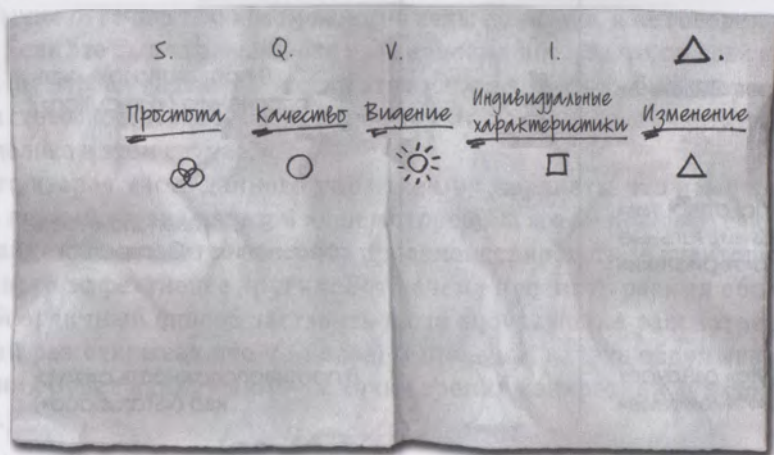 S. Q. V. I. Δ.
Простота Качество Видение Индивидуальные характеристики Изменение